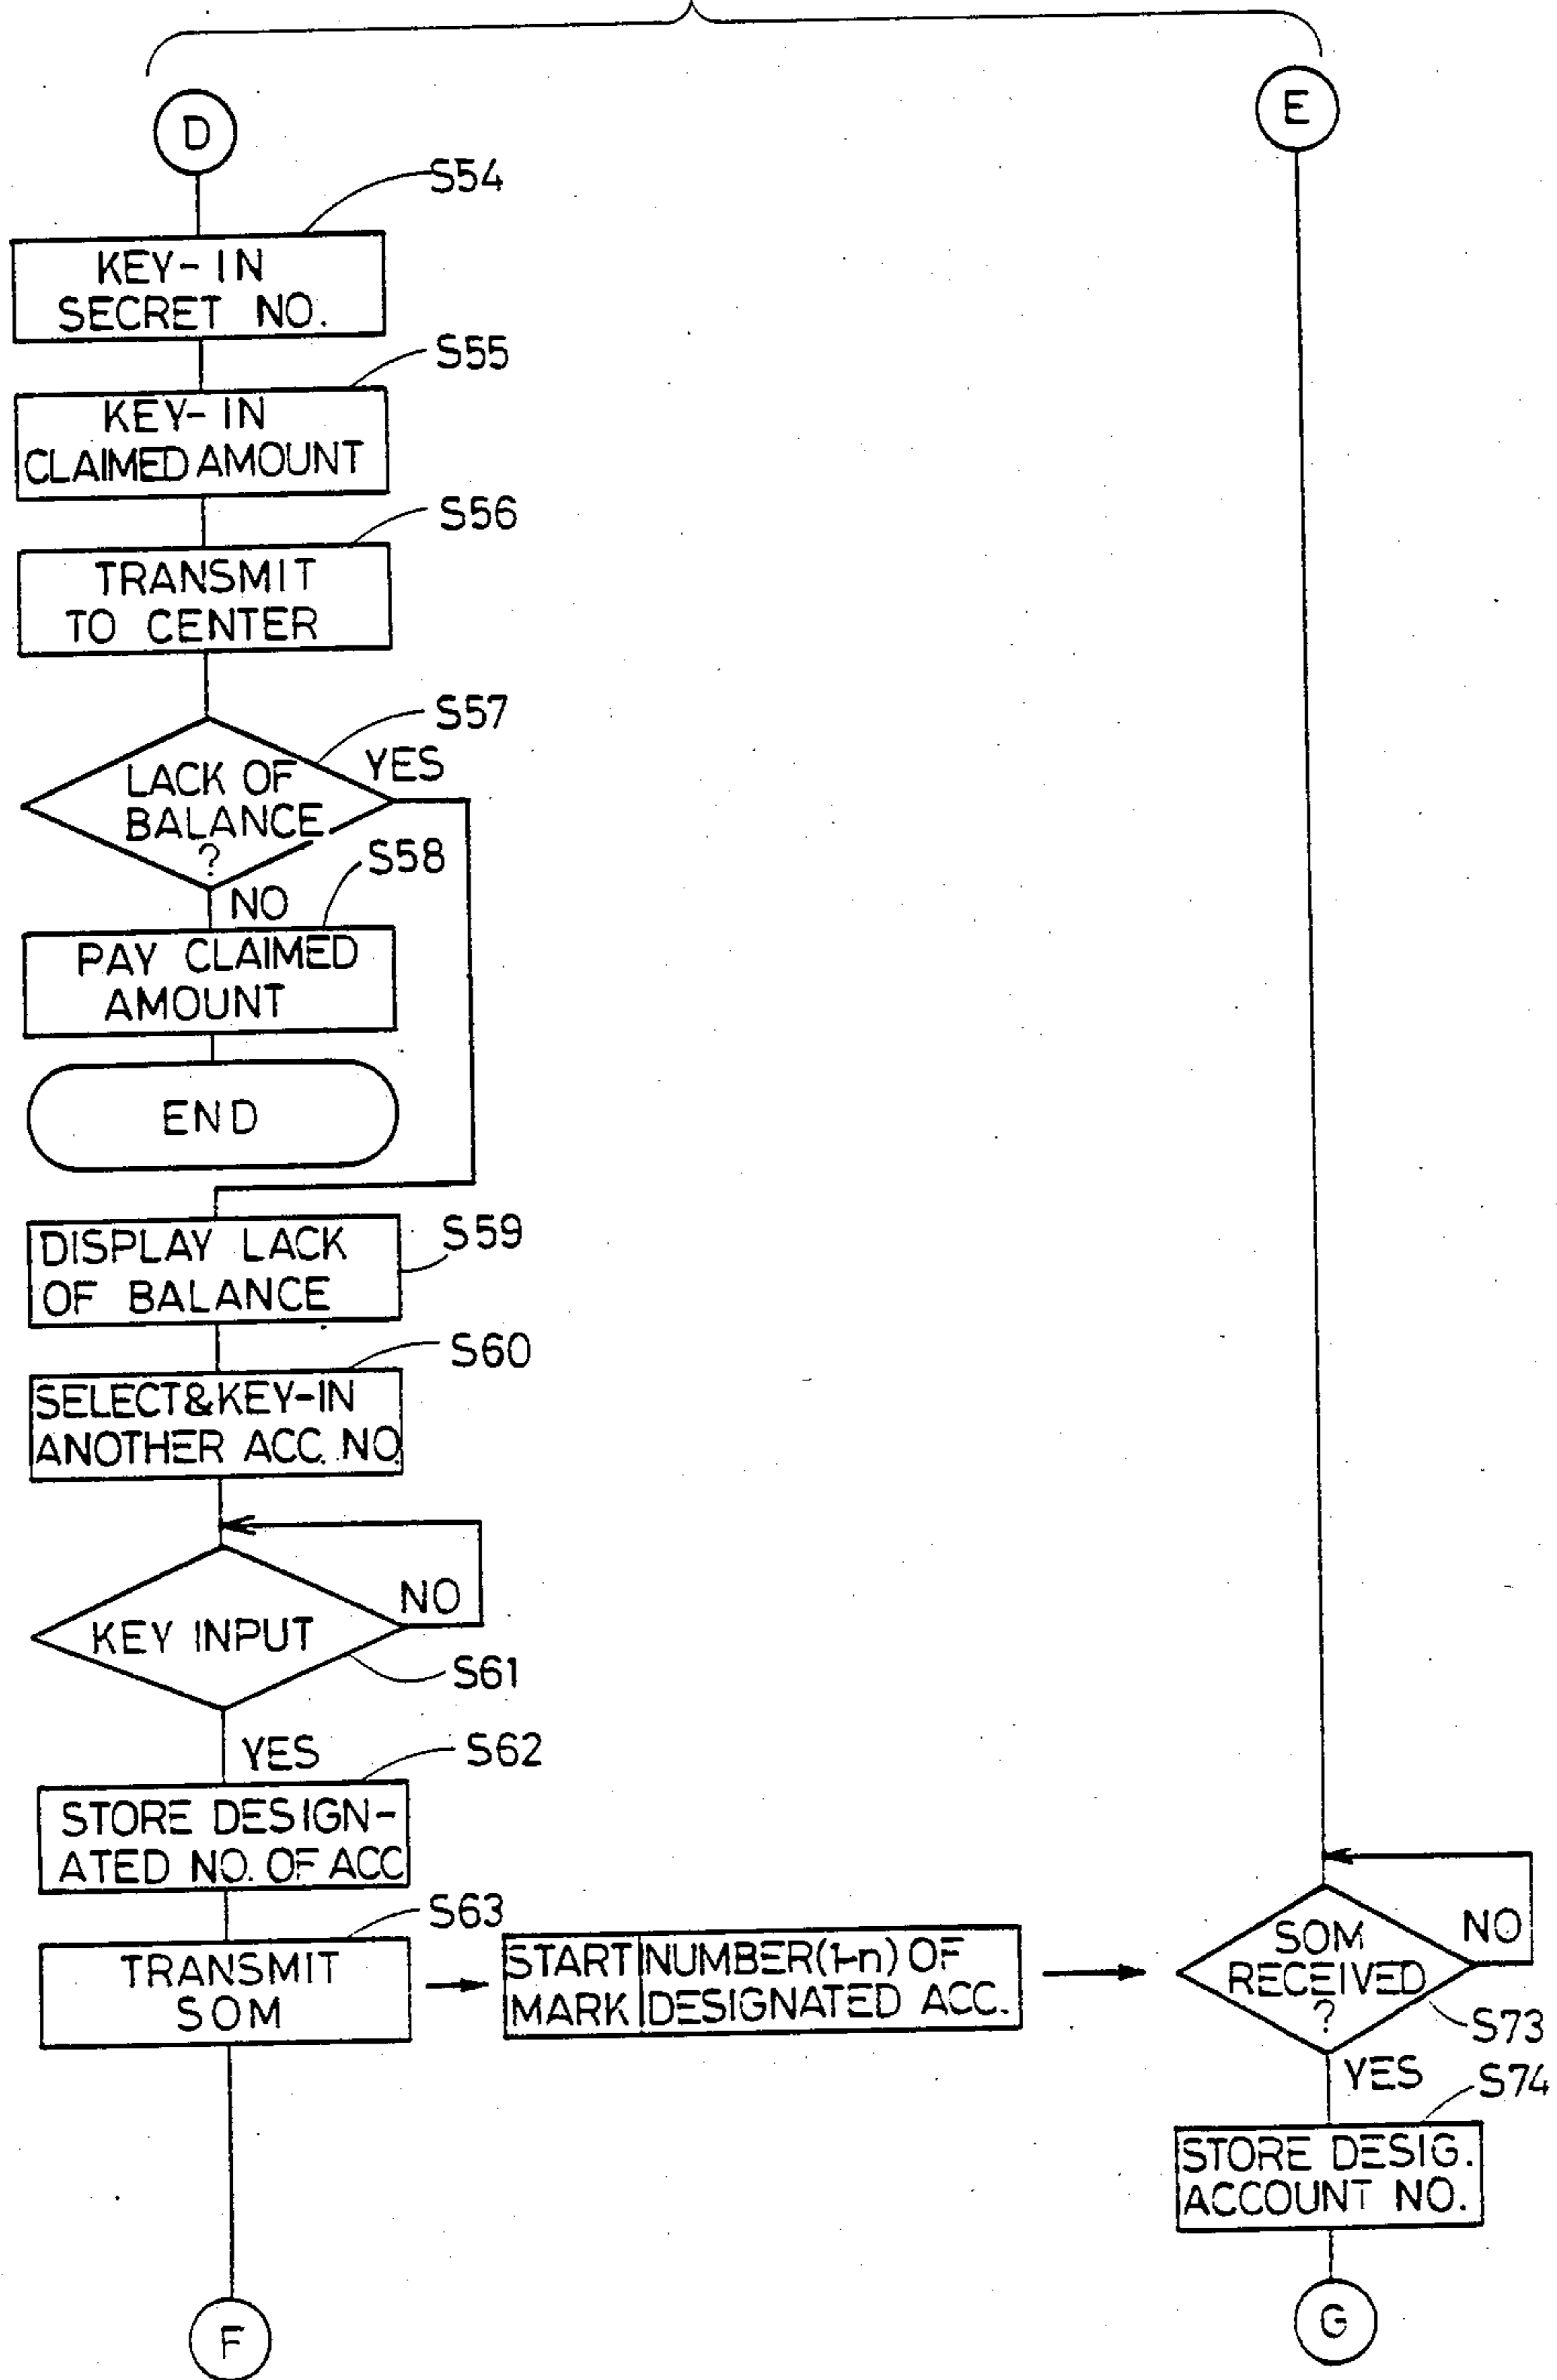 D
E
S54
KEY-IN
SECRET NO.
S55
KEY-IN
CLAIMED AMOUNT
S56
TRANSMIT
TO CENTER
S57
LACK OF
BALANCE
?
YES
S58
NO
PAY CLAIMED
AMOUNT
END
DISPLAY LACK
OF BALANCE
S59
S60
SELECT&KEY-IN
ANOTHER ACC. NO.
NO
KEY INPUT
S61
YES
S62
STORE DESIGN-
ATED NO. OF ACC
S63
TRANSMIT
SOM
START
MARK
NUMBER(1-n) OF
DESIGNATED ACC.
SOM
RECEIVED
?
NO
S73
YES
S74
STORE DESIG.
ACCOUNT NO.
F
G